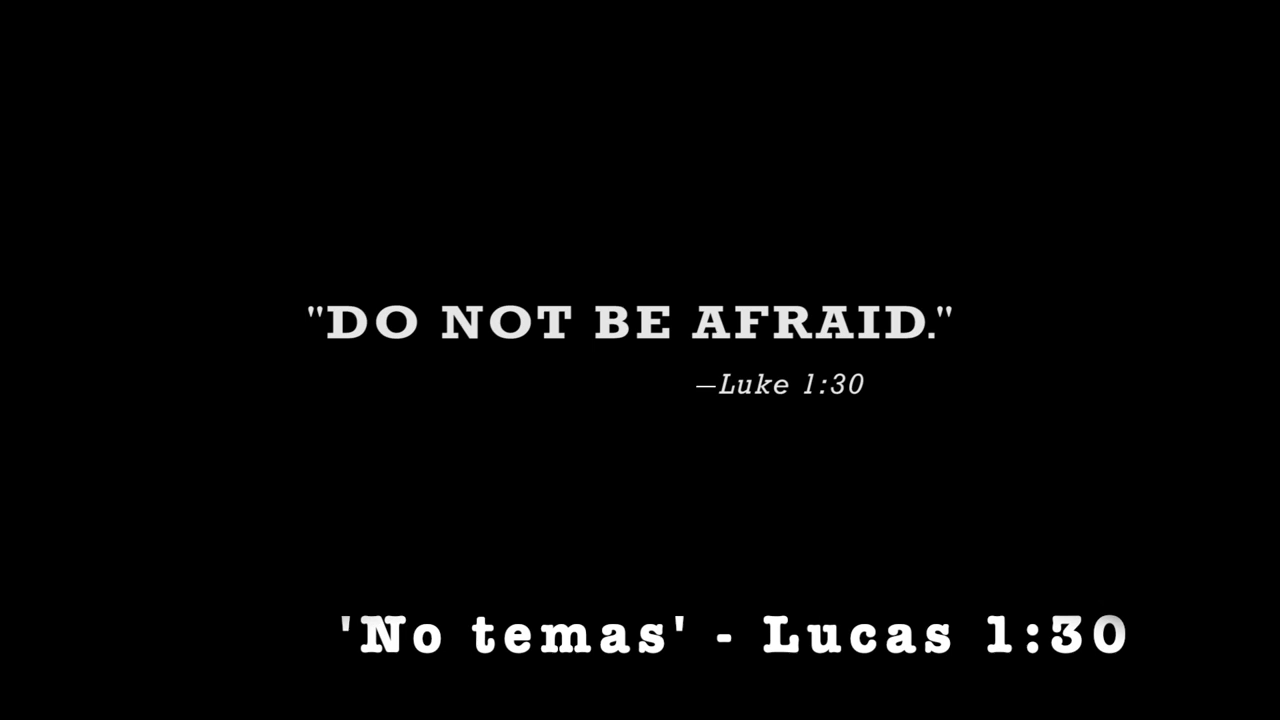 "DO NOT BE AFRAID."
—Luke 1:30
'No temas' - Lucas 1:30